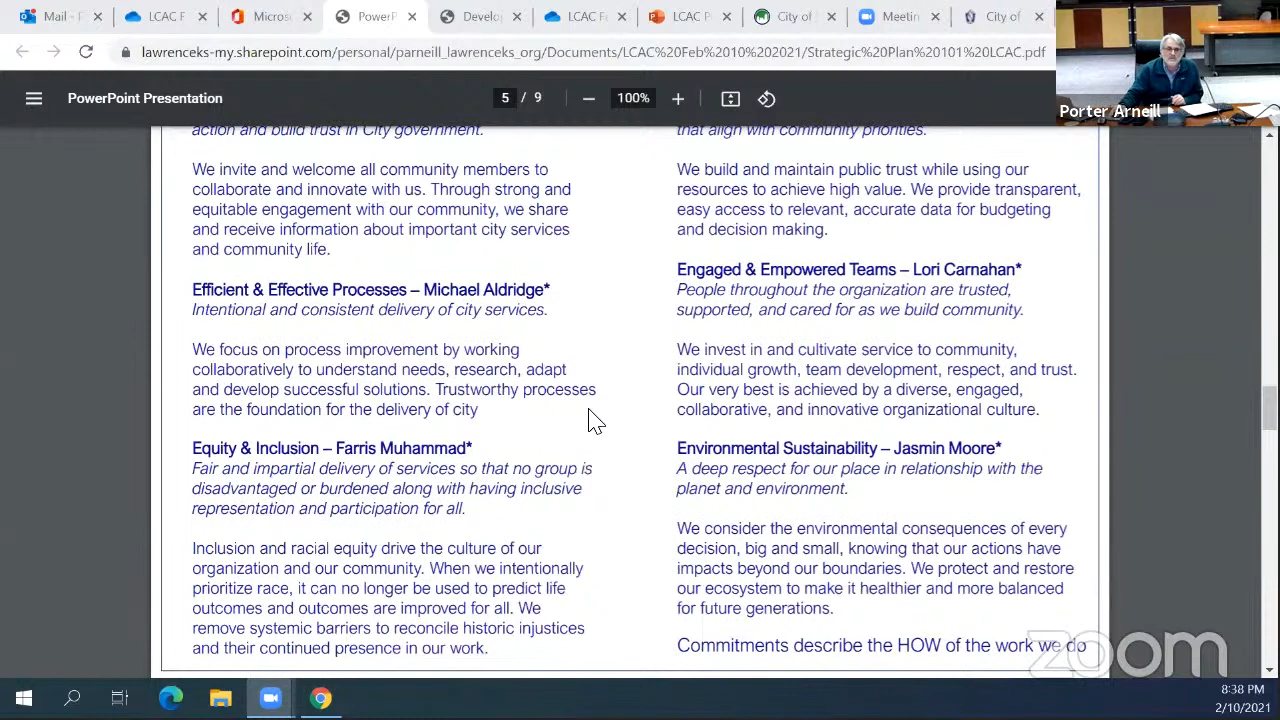 Mail -
LCAC
Micros
PowerF
Develo
LCAC F
LCAC P
City of
Meetin
City of
lawrenceks-my.sharepoint.com/personal/parneill_lawrenceks_org/Documents/LCAC%20Feb%2010%202021/Strategic%20Plan%20101%20LCAC.pdf
PowerPoint Presentation
5 / 9
100%
Porter Arneill
action and build trust in City government.
We invite and welcome all community members to
collaborate and innovate with us. Through strong and
equitable engagement with our community, we share
and receive information about important city services
and community life.
Efficient & Effective Processes – Michael Aldridge*
Intentional and consistent delivery of city services.
We focus on process improvement by working
collaboratively to understand needs, research, adapt
and develop successful solutions. Trustworthy processes
are the foundation for the delivery of city
Equity & Inclusion – Farris Muhammad*
Fair and impartial delivery of services so that no group is
disadvantaged or burdened along with having inclusive
representation and participation for all.
Inclusion and racial equity drive the culture of our
organization and our community. When we intentionally
prioritize race, it can no longer be used to predict life
outcomes and outcomes are improved for all. We
remove systemic barriers to reconcile historic injustices
and their continued presence in our work.
that align with community priorities.
We build and maintain public trust while using our
resources to achieve high value. We provide transparent,
easy access to relevant, accurate data for budgeting
and decision making.
Engaged & Empowered Teams – Lori Carnahan*
People throughout the organization are trusted,
supported, and cared for as we build community.
We invest in and cultivate service to community,
individual growth, team development, respect, and trust.
Our very best is achieved by a diverse, engaged,
collaborative, and innovative organizational culture.
Environmental Sustainability – Jasmin Moore*
A deep respect for our place in relationship with the
planet and environment.
We consider the environmental consequences of every
decision, big and small, knowing that our actions have
impacts beyond our boundaries. We protect and restore
our ecosystem to make it healthier and more balanced
for future generations.
Commitments describe the HOW of the work we do
zoom
8:38 PM
2/10/2021